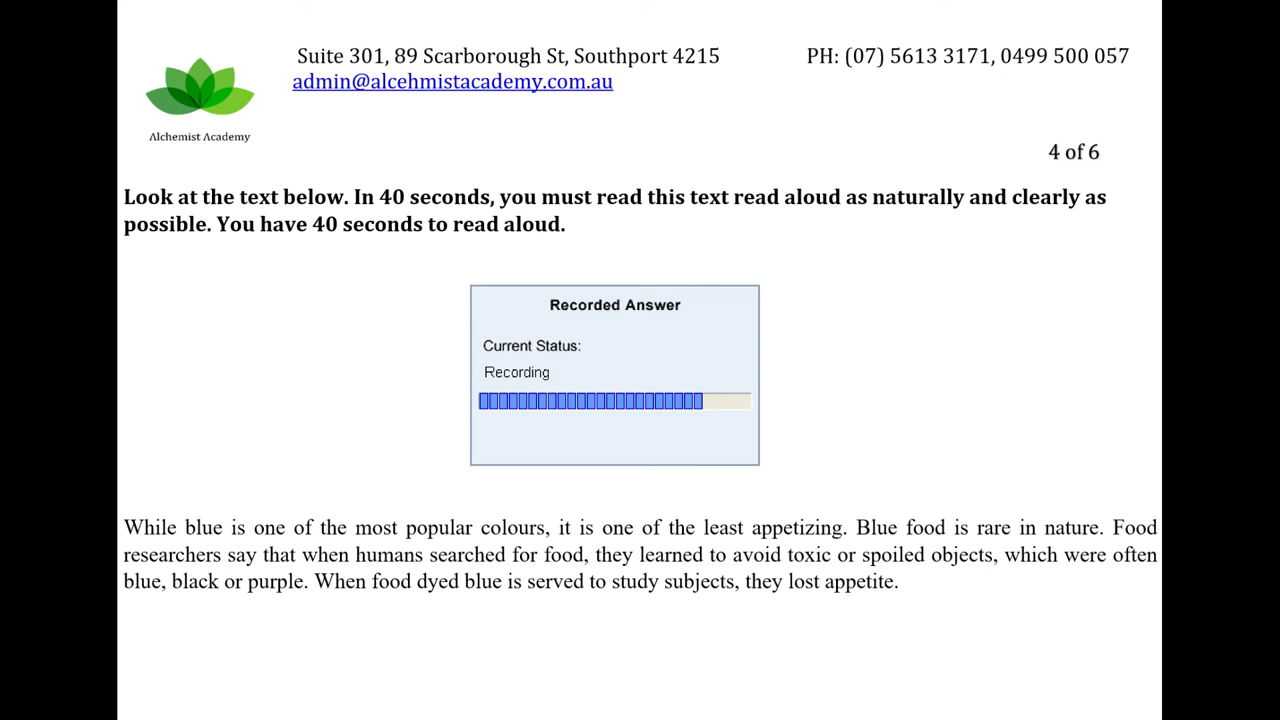 Suite 301, 89 Scarborough St, Southport 4215 PH: (07) 5613 3171, 0499 500 057
admin@alcehmistacademy.com.au
Alchemist Academy
4 of 6
Look at the text below. In 40 seconds, you must read this text read aloud as naturally and clearly as
possible. You have 40 seconds to read aloud.
Recorded Answer
Current Status:
Recording
While blue is one of the most popular colours, it is one of the least appetizing. Blue food is rare in nature. Food
researchers say that when humans searched for food, they learned to avoid toxic or spoiled objects, which were often
blue, black or purple. When food dyed blue is served to study subjects, they lost appetite.